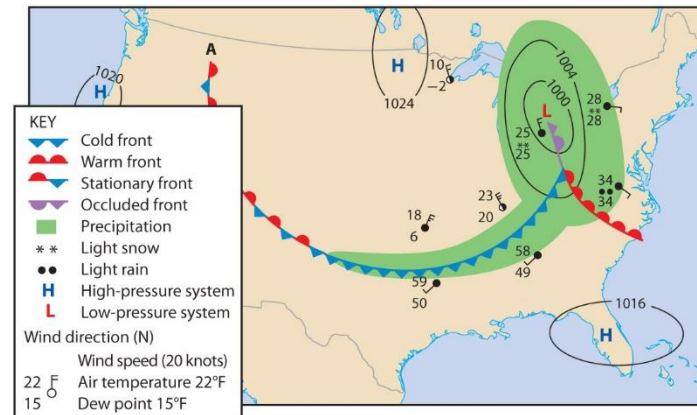 A
1020
H
H
1024
10
−2
1004
1000
L
25
**
25
28
**
28
34
●●
34
23
20
18
6
58
49
59
50
1016
H
KEY
Cold front
Warm front
Stationary front
Occluded front
Precipitation
** Light snow
●● Light rain
H High-pressure system
L Low-pressure system
Wind direction (N)
Wind speed (20 knots)
22 Air temperature 22°F
15 Dew point 15°F